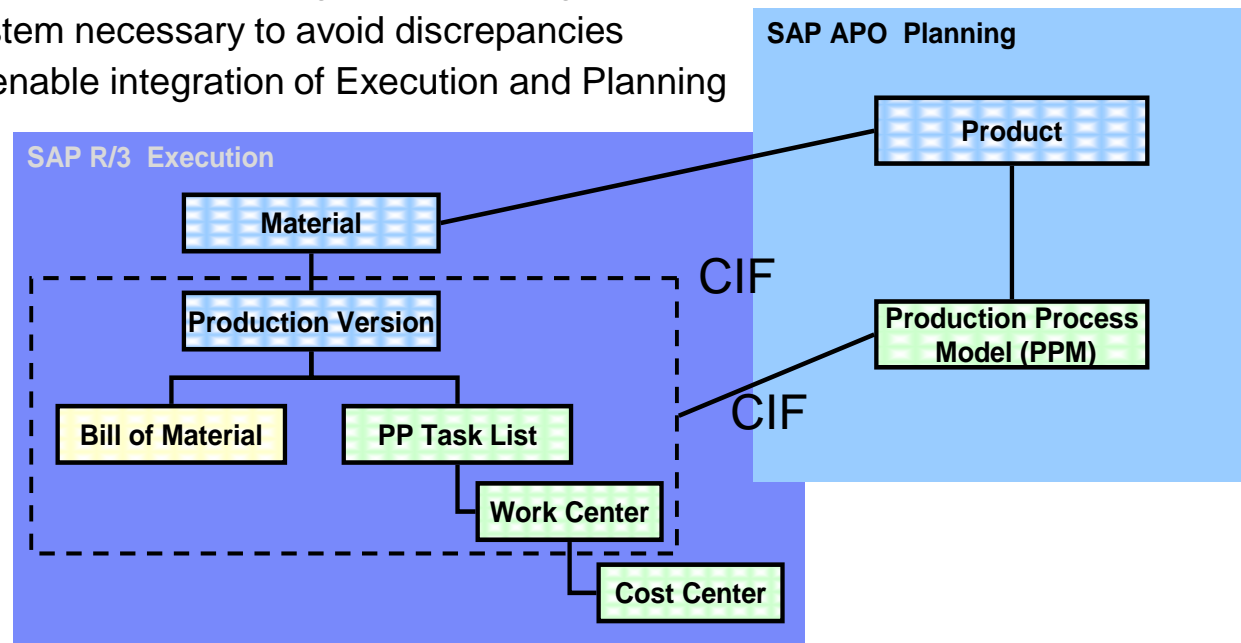 stem necessary to avoid discrepancies
enable integration of Execution and Planning
SAP APO Planning
Product
SAP R/3 Execution
Material
CIF
Production Version
Production Process
Model (PPM)
CIF
Bill of Material
PP Task List
Work Center
Cost Center